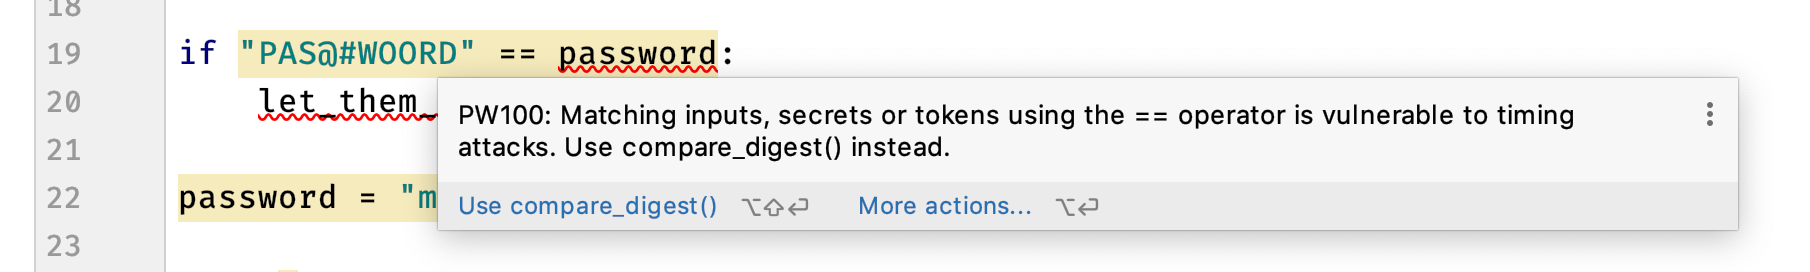 18
19 if "PAS@#WOORD" == password:
20 let_them_
PW100: Matching inputs, secrets or tokens using the == operator is vulnerable to timing
attacks. Use compare_digest() instead.
21
22 password = "m
Use compare_digest() ⌥⇧⏎ More actions... ⌥⏎
23